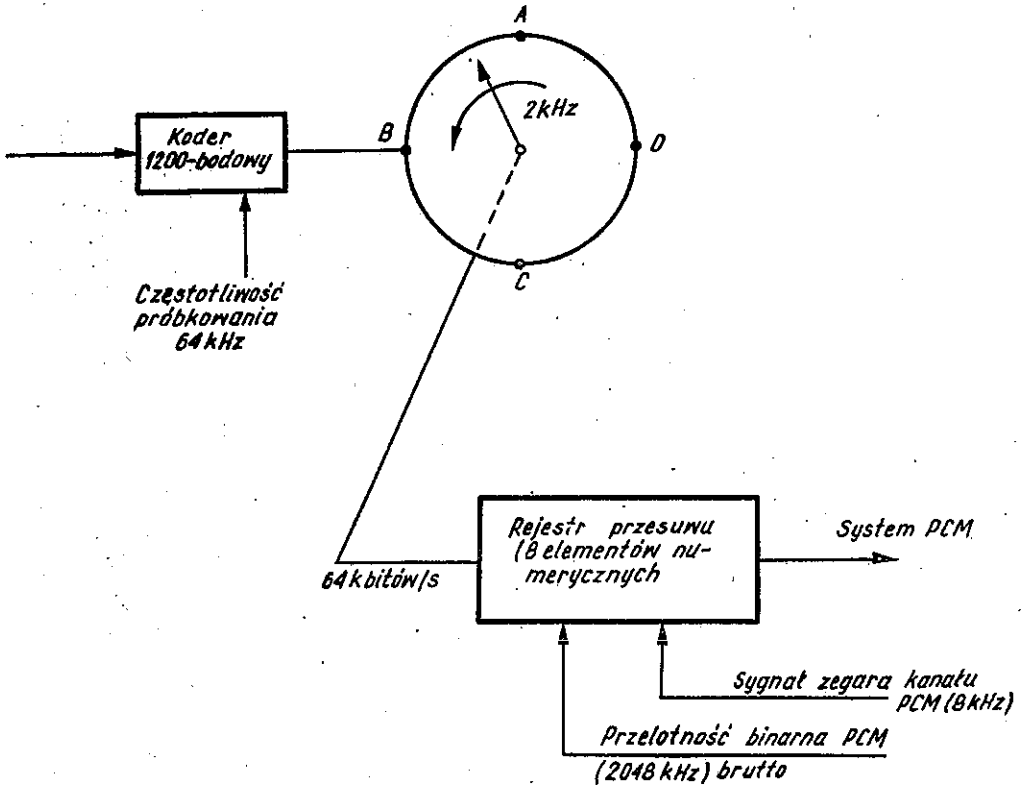 A
2kHz
B
D
C
Koder
1200-bodowy
Częstotliwość
próbkowania
64 kHz
64 kbitów/s
Rejestr przesuwu
(8 elementów nu-
merycznych
System PCM
Sygnał zegara kanału
PCM (8kHz)
Przelotność binarna PCM
(2048 kHz) brutto